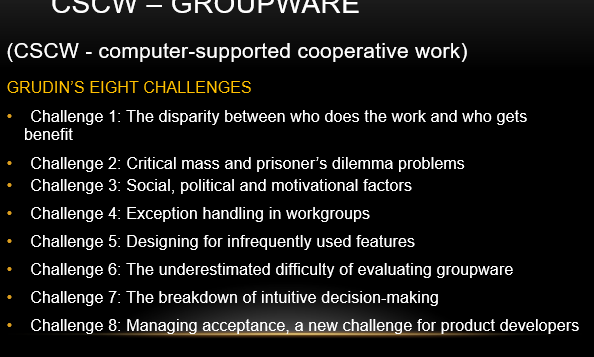 CSCW – GROUPWARE
(CSCW - computer-supported cooperative work)
GRUDIN'S EIGHT CHALLENGES
• Challenge 1: The disparity between who does the work and who gets
benefit
• Challenge 2: Critical mass and prisoner's dilemma problems
• Challenge 3: Social, political and motivational factors
• Challenge 4: Exception handling in workgroups
• Challenge 5: Designing for infrequently used features
• Challenge 6: The underestimated difficulty of evaluating groupware
• Challenge 7: The breakdown of intuitive decision-making
• Challenge 8: Managing acceptance, a new challenge for product developers